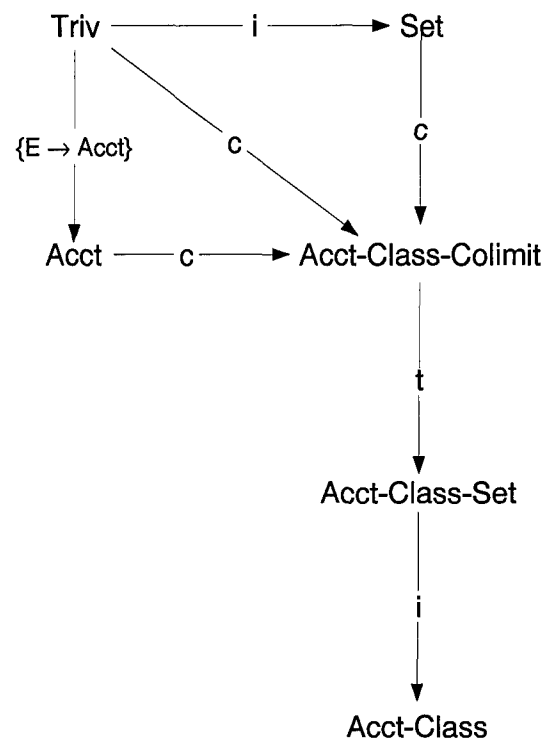 Triv i Set
{E → Acct} c c
Acct c Acct-Class-Colimit
t
Acct-Class-Set
i
Acct-Class